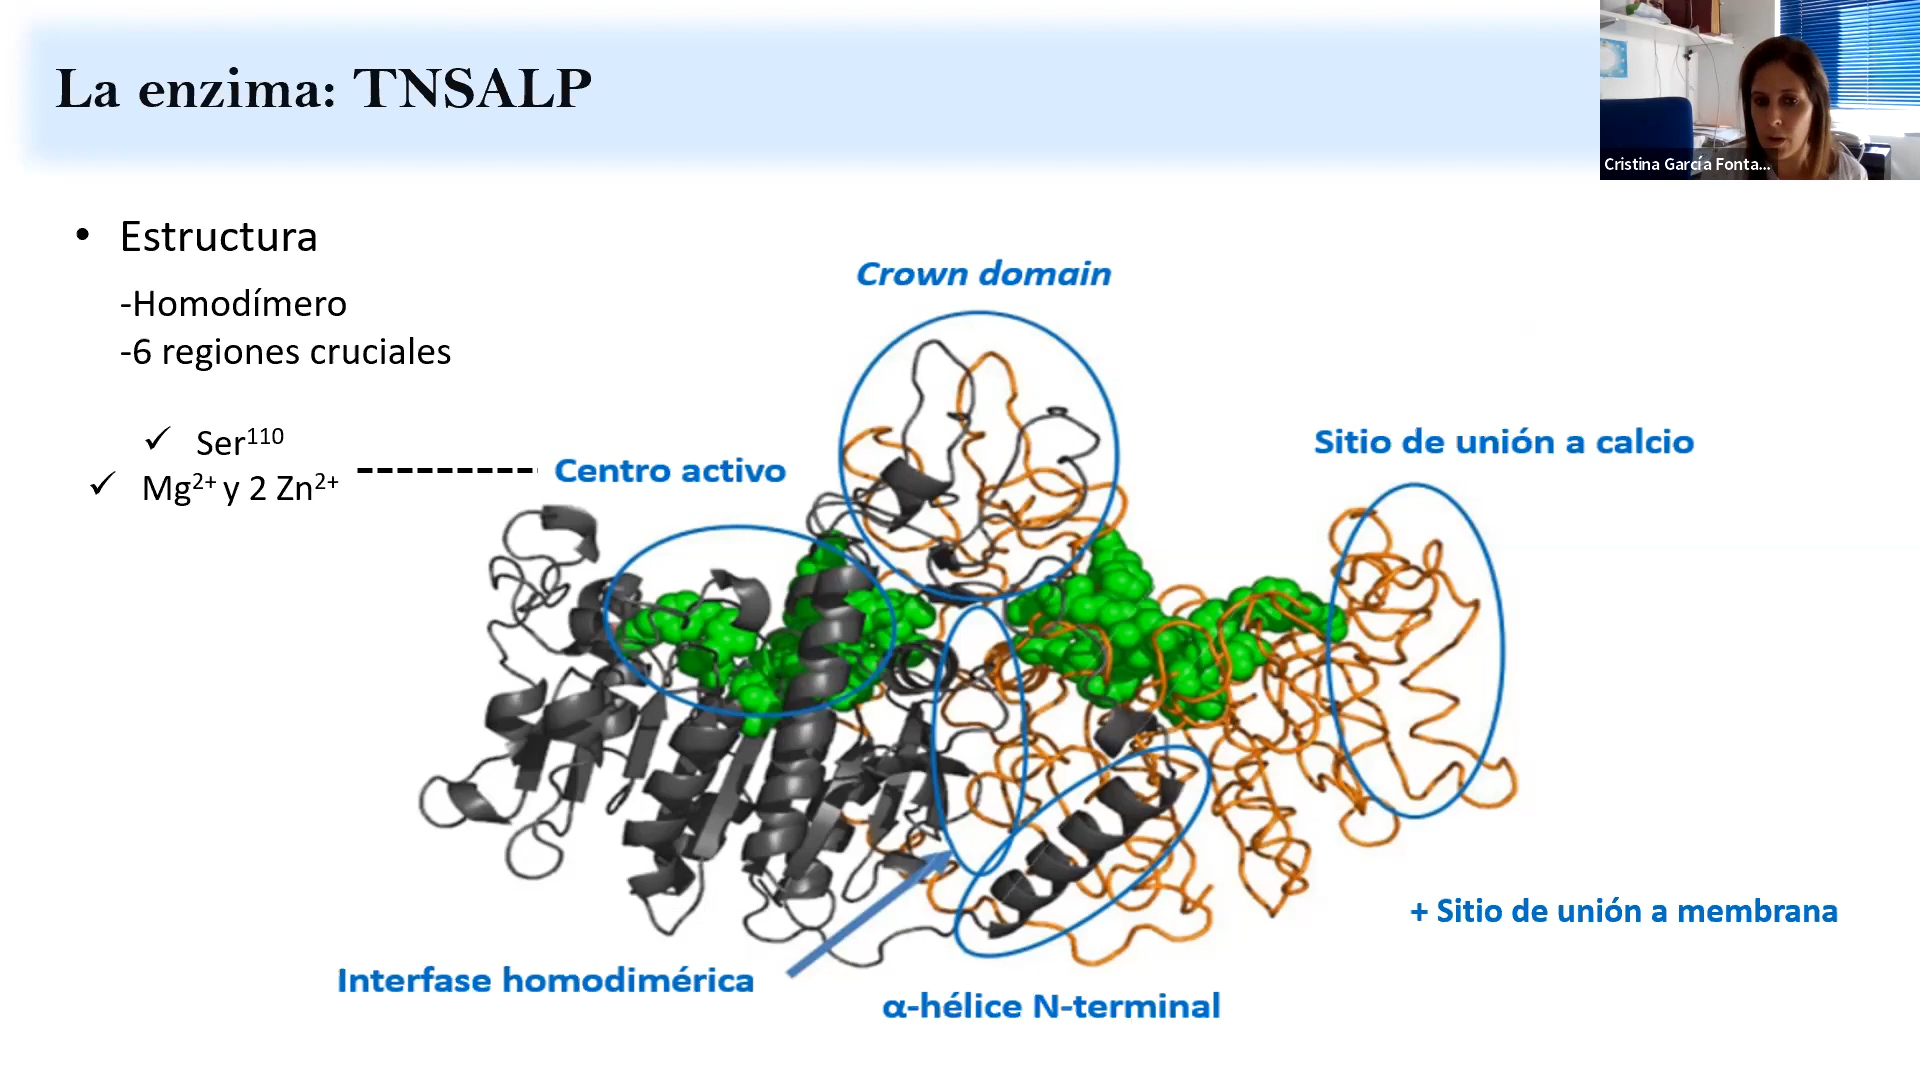 La enzima: TNSALP
Cristina García Fonta...
• Estructura
-Homodímero
-6 regiones cruciales
✓ Ser¹¹⁰
✓ Mg²⁺ y 2 Zn²⁺
Centro activo
Crown domain
Sitio de unión a calcio
+ Sitio de unión a membrana
Interfase homodimérica
α-hélice N-terminal